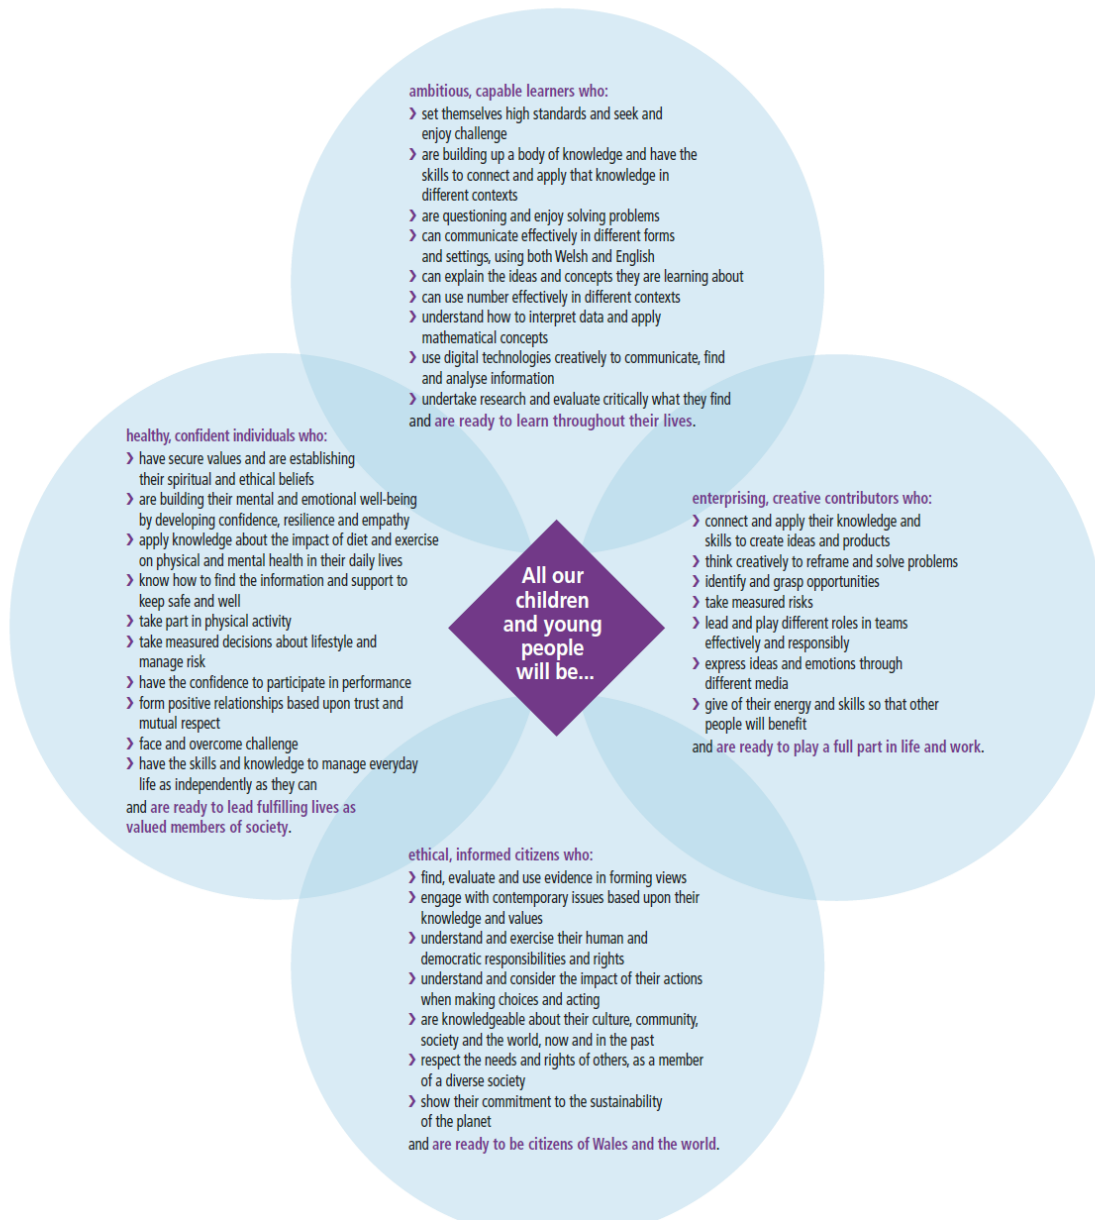 ambitious, capable learners who:
❯ set themselves high standards and seek and
enjoy challenge
❯ are building up a body of knowledge and have the
skills to connect and apply that knowledge in
different contexts
❯ are questioning and enjoy solving problems
❯ can communicate effectively in different forms
and settings, using both Welsh and English
❯ can explain the ideas and concepts they are learning about
❯ can use number effectively in different contexts
❯ understand how to interpret data and apply
mathematical concepts
❯ use digital technologies creatively to communicate, find
and analyse information
❯ undertake research and evaluate critically what they find
and are ready to learn throughout their lives.
healthy, confident individuals who:
❯ have secure values and are establishing
their spiritual and ethical beliefs
❯ are building their mental and emotional well-being
by developing confidence, resilience and empathy
❯ apply knowledge about the impact of diet and exercise
on physical and mental health in their daily lives
❯ know how to find the information and support to
keep safe and well
❯ take part in physical activity
❯ take measured decisions about lifestyle and
manage risk
❯ have the confidence to participate in performance
❯ form positive relationships based upon trust and
mutual respect
❯ face and overcome challenge
❯ have the skills and knowledge to manage everyday
life as independently as they can
and are ready to lead fulfilling lives as
valued members of society.
All our
children
and young
people
will be...
enterprising, creative contributors who:
❯ connect and apply their knowledge and
skills to create ideas and products
❯ think creatively to reframe and solve problems
❯ identify and grasp opportunities
❯ take measured risks
❯ lead and play different roles in teams
effectively and responsibly
❯ express ideas and emotions through
different media
❯ give of their energy and skills so that other
people will benefit
and are ready to play a full part in life and work.
ethical, informed citizens who:
❯ find, evaluate and use evidence in forming views
❯ engage with contemporary issues based upon their
knowledge and values
❯ understand and exercise their human and
democratic responsibilities and rights
❯ understand and consider the impact of their actions
when making choices and acting
❯ are knowledgeable about their culture, community,
society and the world, now and in the past
❯ respect the needs and rights of others, as a member
of a diverse society
❯ show their commitment to the sustainability
of the planet
and are ready to be citizens of Wales and the world.